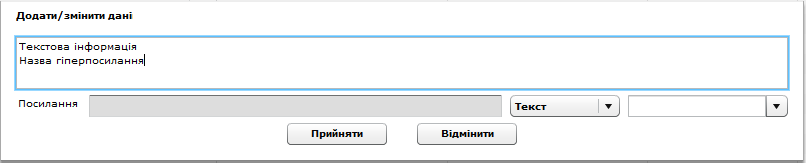 Додати/змінити дані
Текстова інформація
Назва гіперпосилання
Посилання
Текст
Прийняти
Відмінити